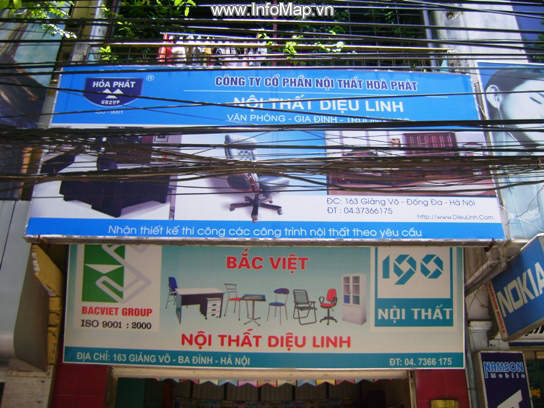 www.InfoMap.vn
HÒA PHÁT
GROUP
CÔNG TY CỔ PHẦN NỘI THẤT HÒA PHÁT
NỘI THẤT DIỆU LINH
VĂN PHÒNG - GIA ĐÌNH -
ĐC: 163 Giảng Võ - Đống Đa - Hà Nội
ĐT : 04.37366175
http://www.DieuLinh.Com
Nhận thiết kế thi công các công trình nội thất theo yêu cầu
BẮC VIỆT
BACVIET GROUP
ISO 9001 : 2000
190
NỘI THẤT
NỘI THẤT DIỆU LINH
ĐỊA CHỈ: 163 GIẢNG VÕ - BA ĐÌNH - HÀ NỘI
ĐT: 04. 7366 175
NOKIA
NAMSON
Mobile